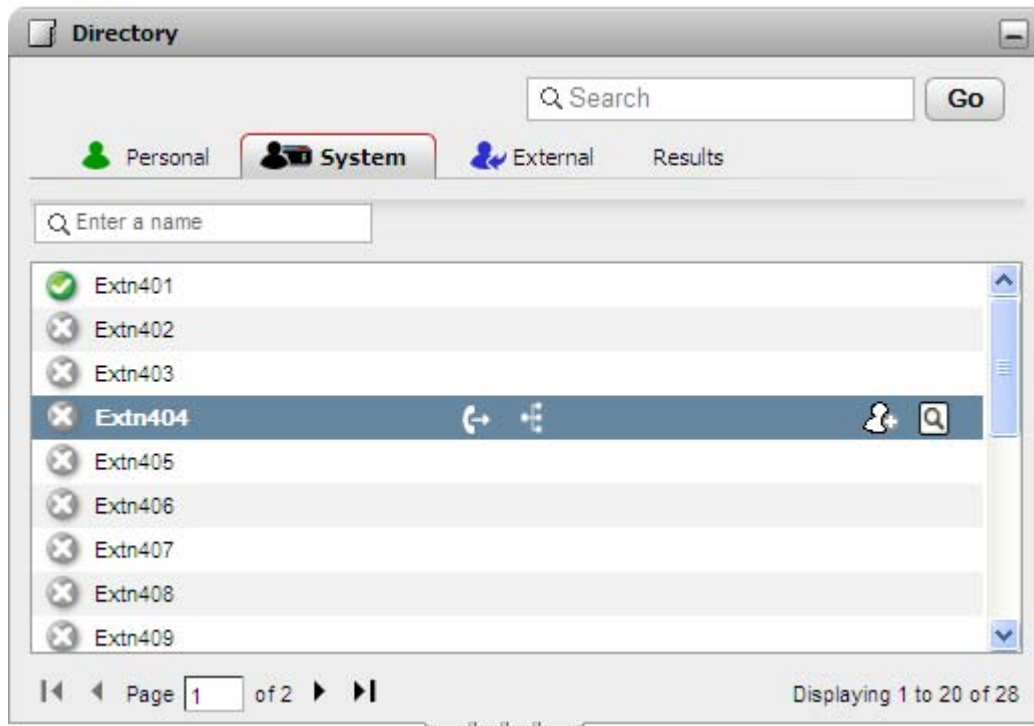 Directory
Search Go
Personal System External Results
Enter a name
Extn401
Extn402
Extn403
Extn404
Extn405
Extn406
Extn407
Extn408
Extn409
Page 1 of 2 Displaying 1 to 20 of 28